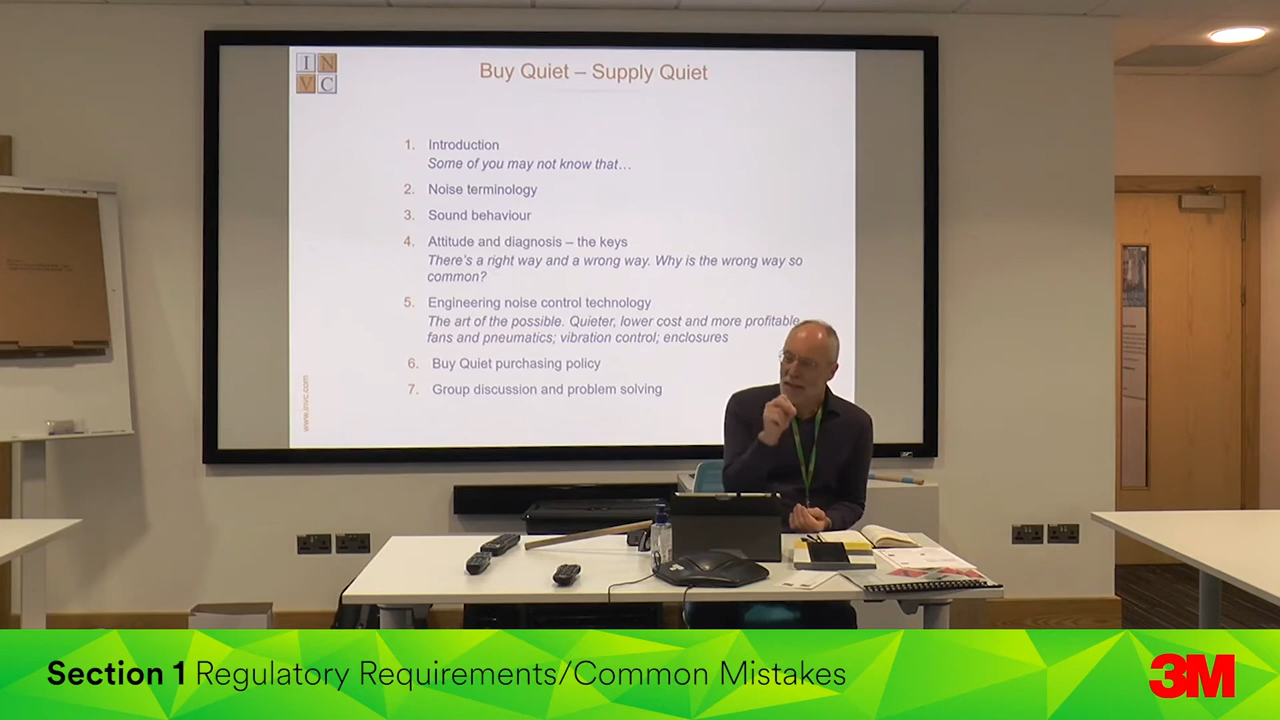 I N
V C
Buy Quiet – Supply Quiet
1. Introduction
Some of you may not know that…
2. Noise terminology
3. Sound behaviour
4. Attitude and diagnosis – the keys
There's a right way and a wrong way. Why is the wrong way so
common?
5. Engineering noise control technology
The art of the possible. Quieter, lower cost and more profitable
fans and pneumatics; vibration control; enclosures
6. Buy Quiet purchasing policy
7. Group discussion and problem solving
www.invc.com
Section 1 Regulatory Requirements/Common Mistakes
3M